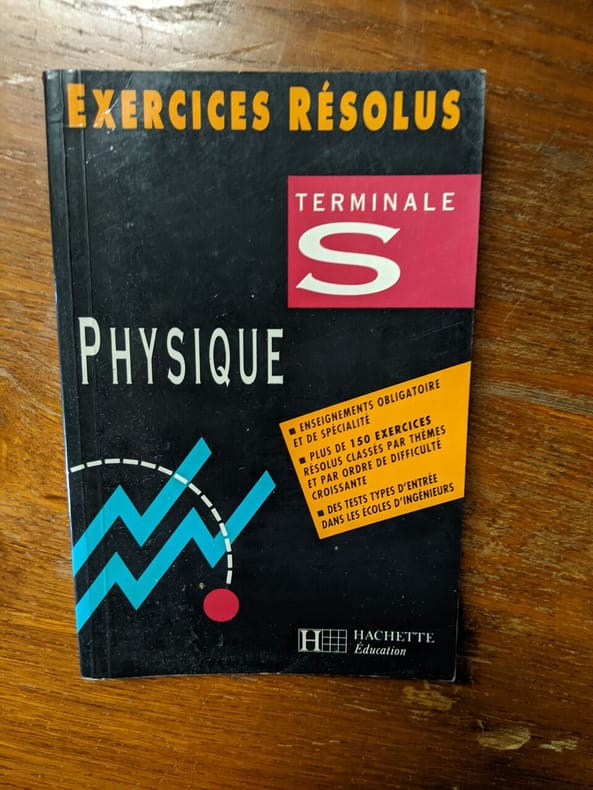 EXERCICES RÉSOLUS
TERMINALE
S
PHYSIQUE
■ ENSEIGNEMENTS OBLIGATOIRE
ET DE SPÉCIALITÉ
■ PLUS DE 150 EXERCICES
RÉSOLUS CLASSÉS PAR THÈMES
ET PAR ORDRE DE DIFFICULTÉ
CROISSANTE
■ DES TESTS TYPES D'ENTRÉE
DANS LES ÉCOLES D'INGÉNIEURS
H HACHETTE
Éducation